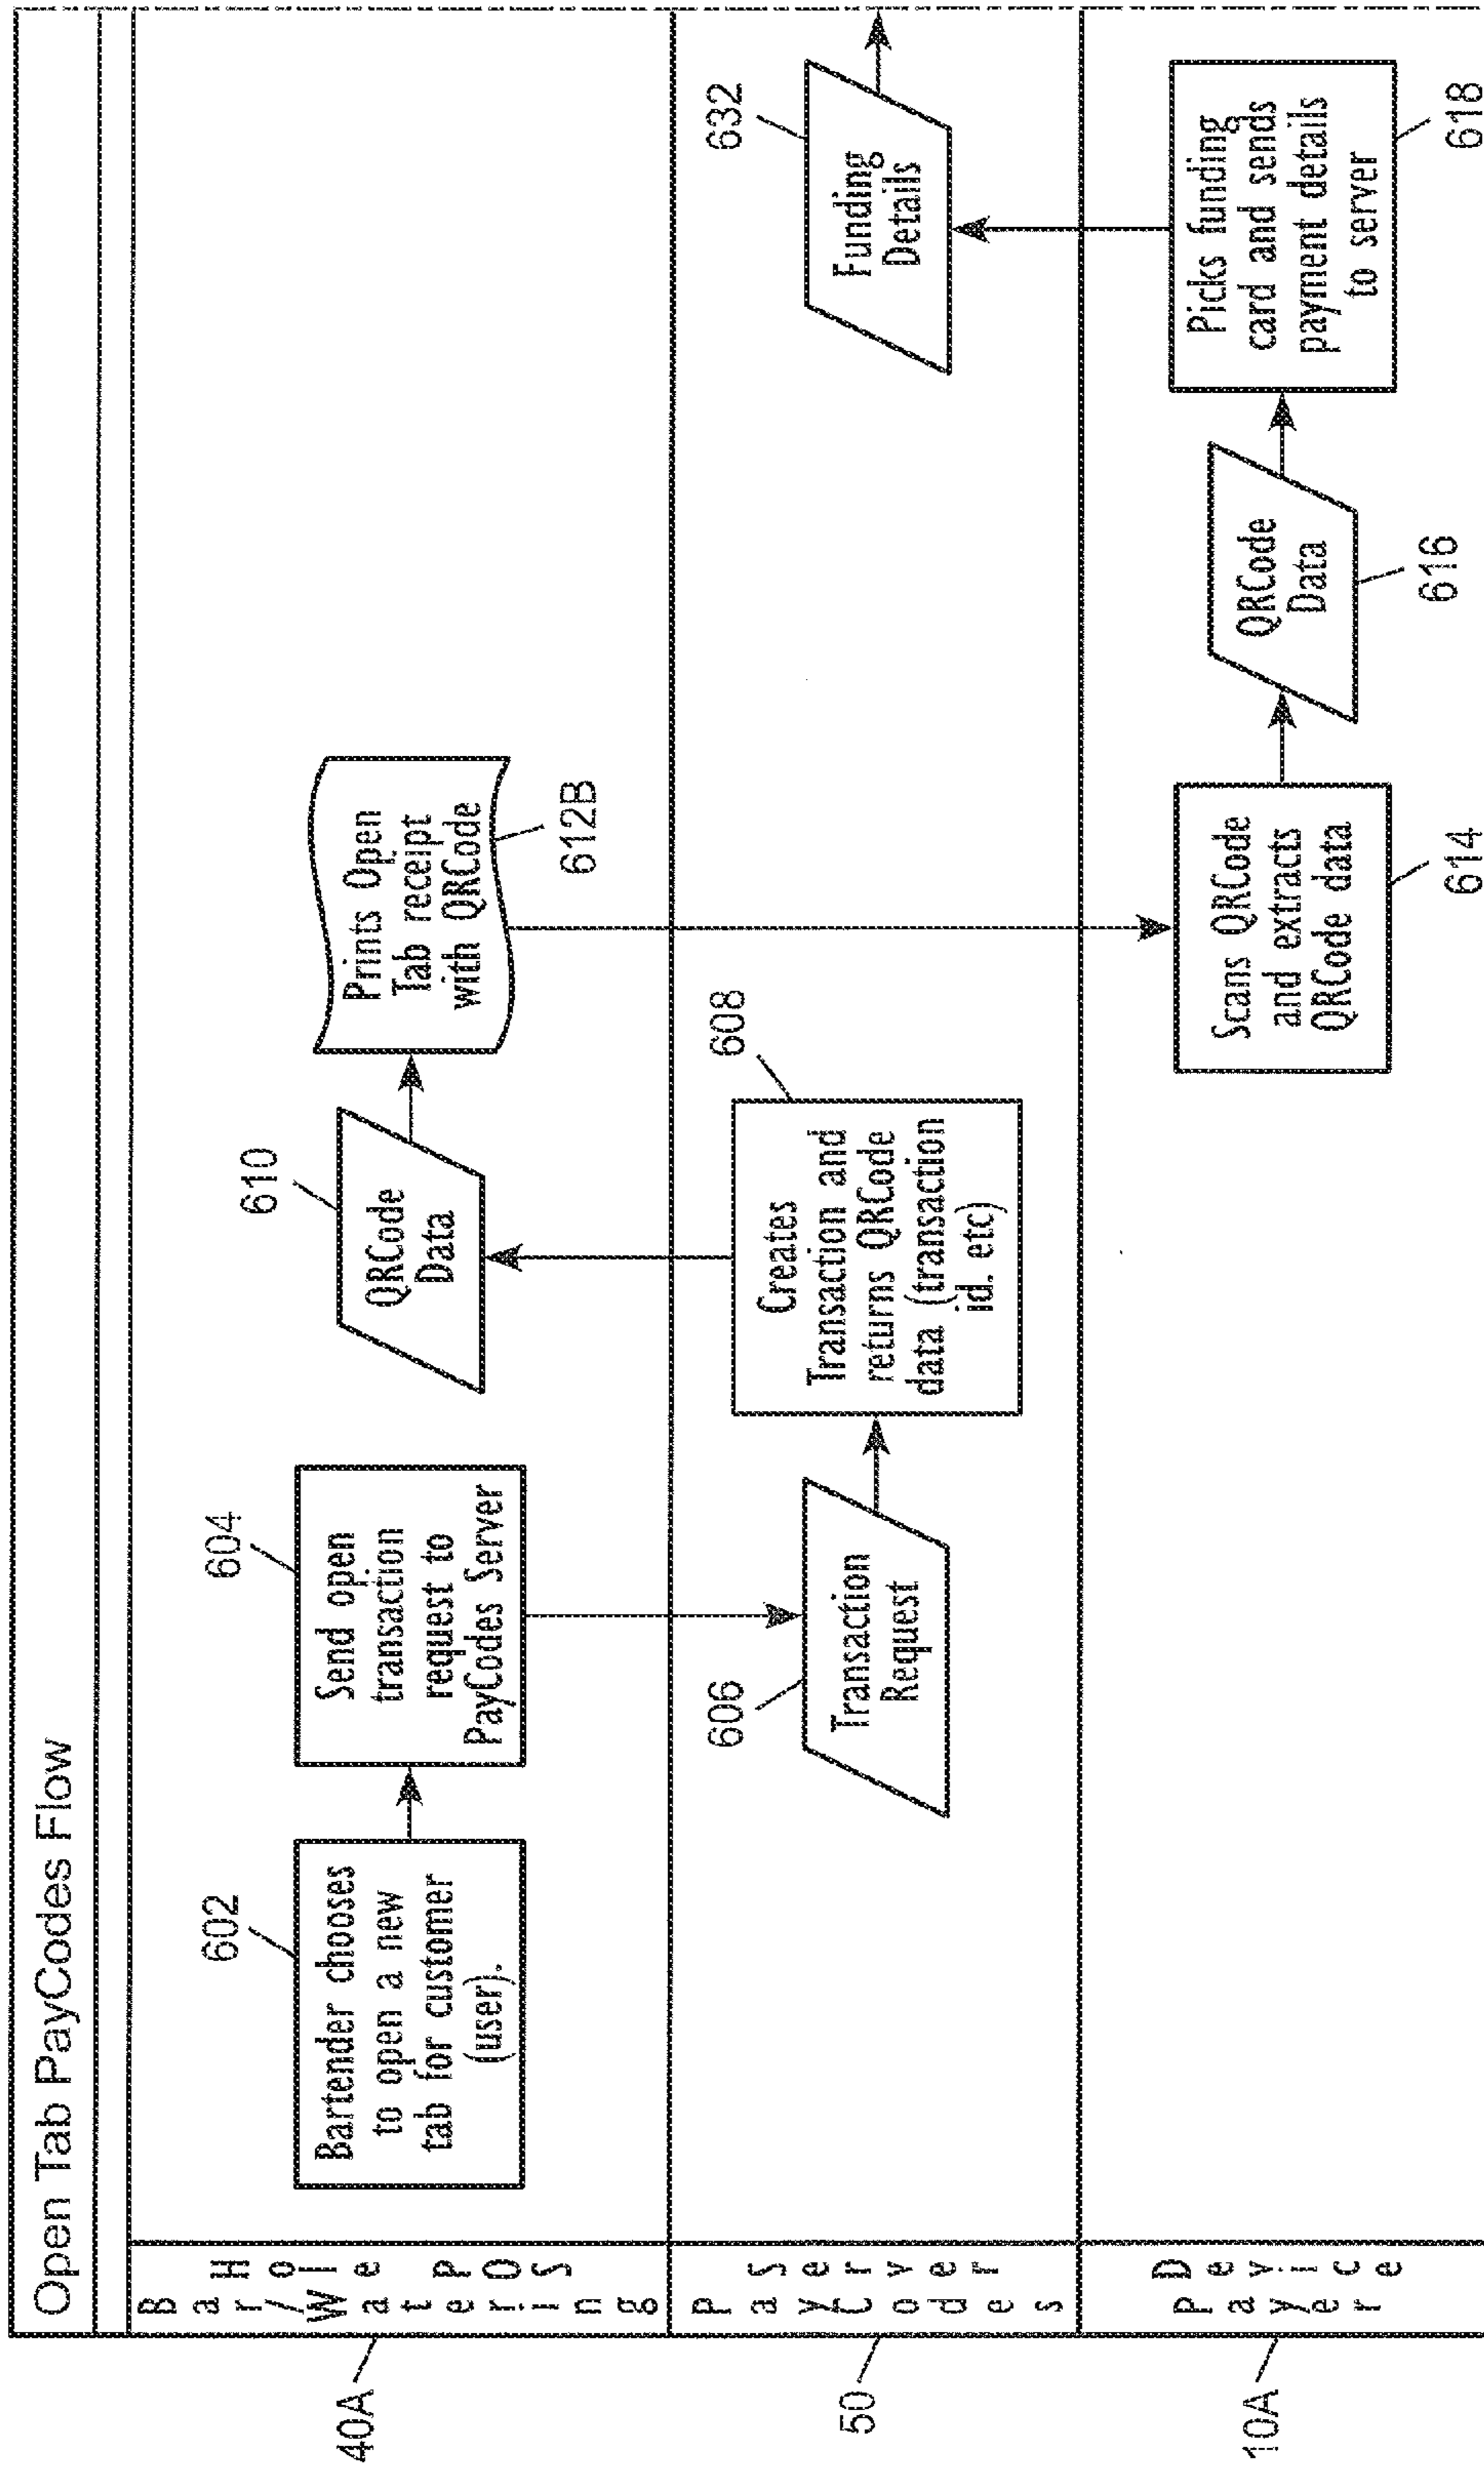 Open Tab PayCodes Flow
40A
Bar/Watering
Hole POS
602
Bartender chooses
to open a new
tab for customer
(user).
604
Send open
transaction
request to
PayCodes Server
610
QRCode
Data
Prints Open
Tab receipt
with QRCode
612B
50
PayCodes
Server
606
Transaction
Request
608
Creates
Transaction and
returns QRCode
data (transaction
id. etc)
632
Funding
Details
10A
Payer
Device
Scans QRCode
and extracts
QRCode data
614
QRCode
Data
616
Picks funding
card and sends
payment details
to server
618